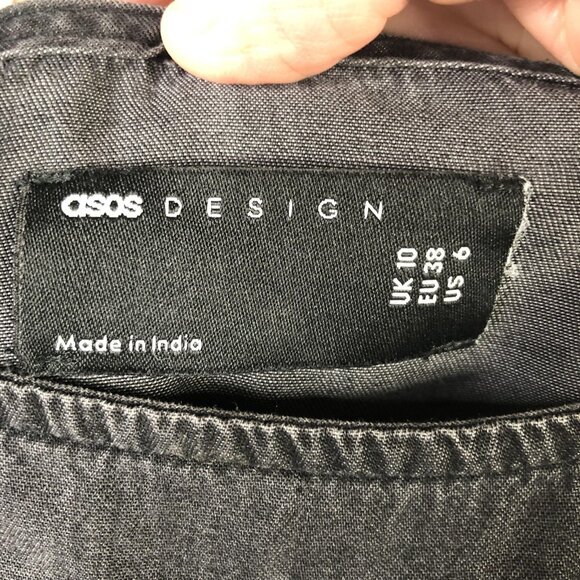 asos DESIGN
UK 10
EU 38
US 6
Made in India